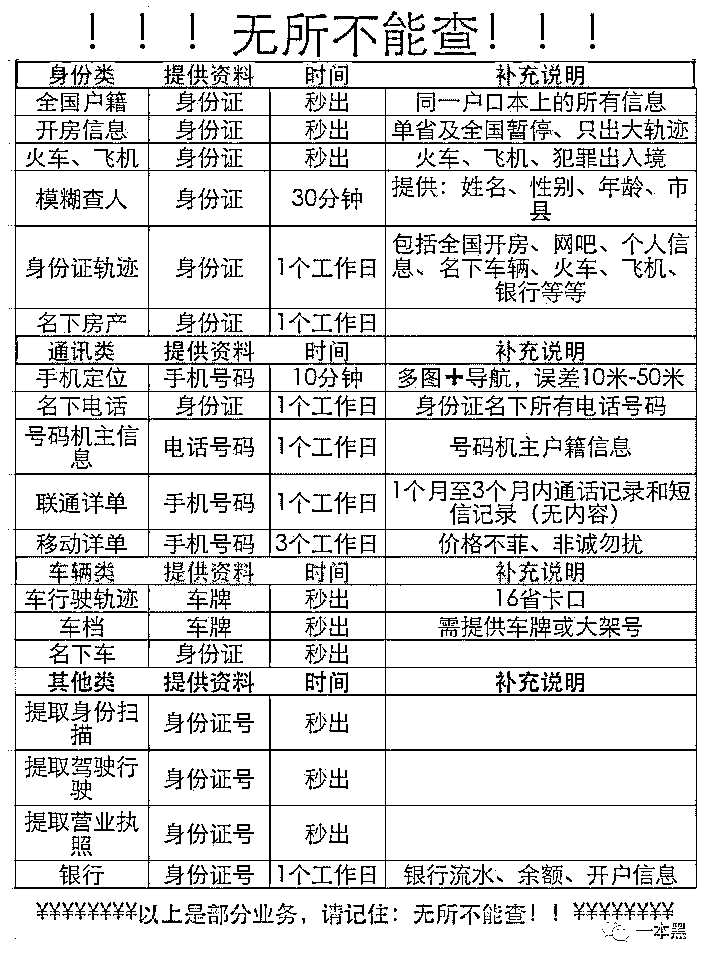 ！！！无所不能查！！！
身份类 提供资料 时间 补充说明
全国户籍 身份证 秒出 同一户口本上的所有信息
开房信息 身份证 秒出 单省及全国暂停、只出大轨迹
火车、飞机 身份证 秒出 火车、飞机、犯罪出入境
模糊查人 身份证 30分钟 提供：姓名、性别、年龄、市
县
身份证轨迹 身份证 1个工作日 包括全国开房、网吧、个人信
息、名下车辆、火车、飞机、
银行等等
名下房产 身份证 1个工作日
通讯类 提供资料 时间 补充说明
手机定位 手机号码 10分钟 多图+导航，误差10米-50米
名下电话 身份证 1个工作日 身份证名下所有电话号码
号码机主信
息 电话号码 1个工作日 号码机主户籍信息
联通详单 手机号码 1个工作日 1个月至3个月内通话记录和短
信记录（无内容）
移动详单 手机号码 3个工作日 价格不菲、非诚勿扰
车辆类 提供资料 时间 补充说明
车行驶轨迹 车牌 秒出 16省卡口
车档 车牌 秒出 需提供车牌或大架号
名下车 身份证 秒出
其他类 提供资料 时间 补充说明
提取身份扫
描 身份证号 秒出
提取驾驶行
驶 身份证号 秒出
提取营业执
照 身份证号 秒出
银行 身份证号 1个工作日 银行流水、余额、开户信息
¥¥¥¥¥¥¥¥以上是部分业务，请记住：无所不能查！！¥¥¥¥¥¥¥¥
一本黑